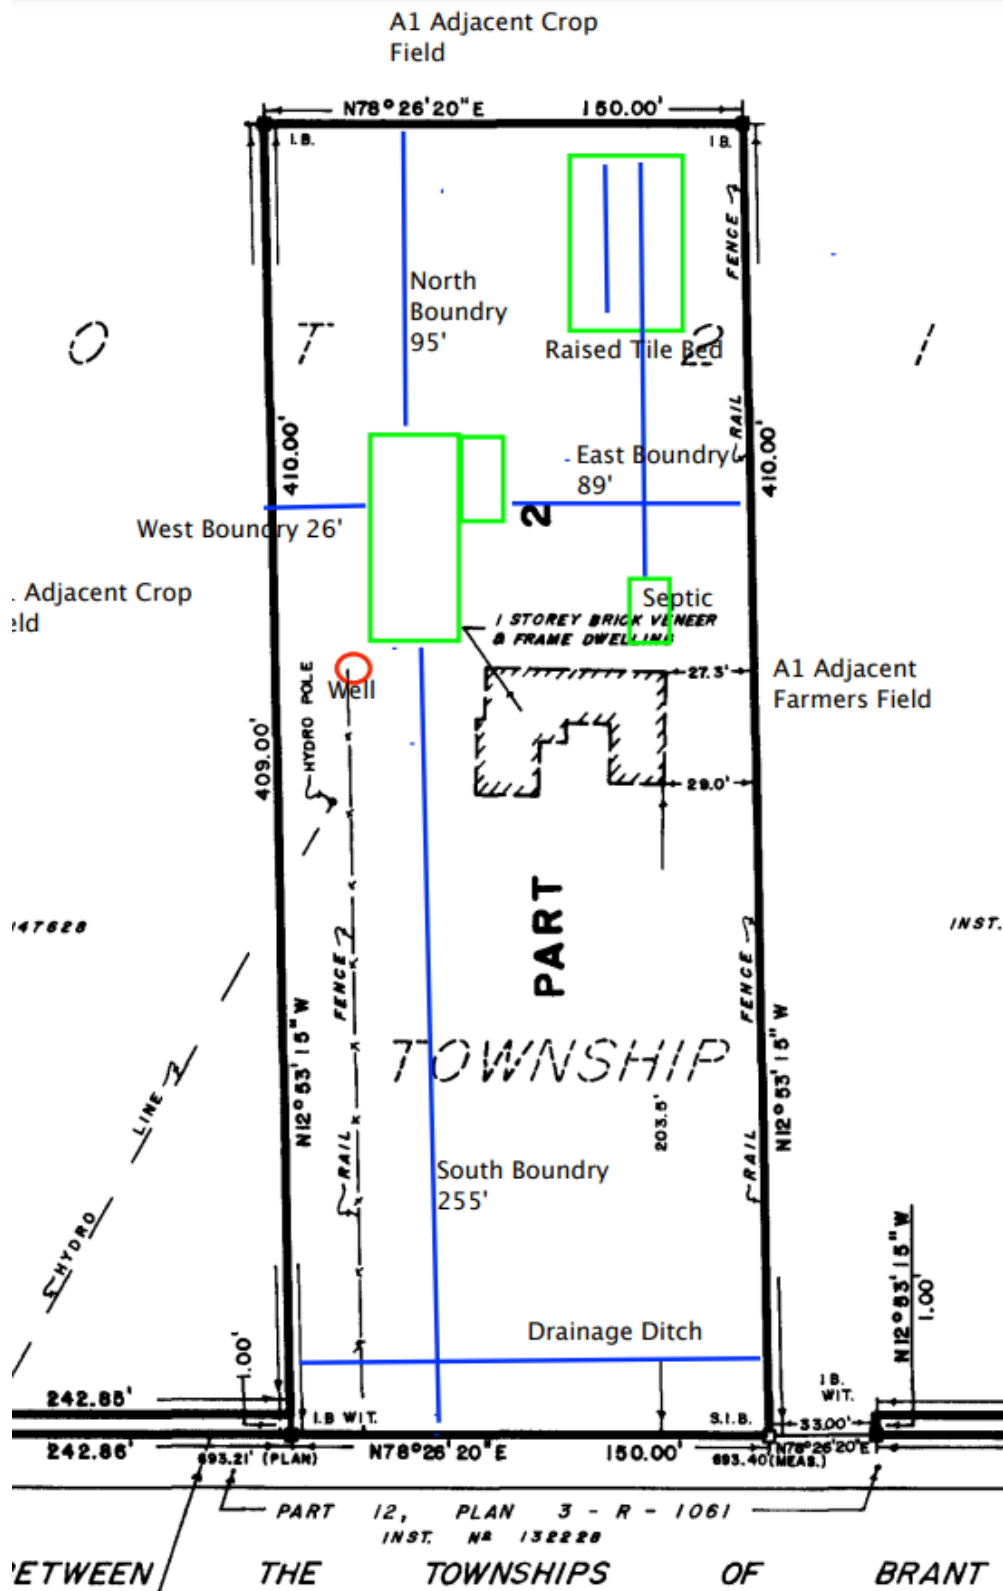 A1 Adjacent Crop
Field
N78°26'20"E 150.00'
I.B.
I B.
FENCE
North
Boundry
95'
O T 2 1
Raised Tile Bed
RAIL
410.00'
410.00'
East Boundry
89'
2
West Boundry 26'
Adjacent Crop
eld
Septic
1 STOREY BRICK VENEER
& FRAME DWELLING
HYDRO POLE
Well
27.3'
A1 Adjacent
Farmers Field
409.00'
29.0'
PART
147628
INST.
FENCE
FENCE
N12°53'15"W
N12°53'15"W
TOWNSHIP
LINE
203.5'
RAIL
RAIL
South Boundry
255'
HYDRO
N12°53'15"W
1.00'
Drainage Ditch
1.00'
I B.
WIT.
242.85'
I.B WIT.
S.I.B.
33.00'
242.86'
693.21' (PLAN)
N78°26'20"E
150.00'
693.40'(MEAS.)
N78°26'20"E
PART 12, PLAN 3 - R - 1061
INST. Nº 132228
BETWEEN THE TOWNSHIPS OF BRANT